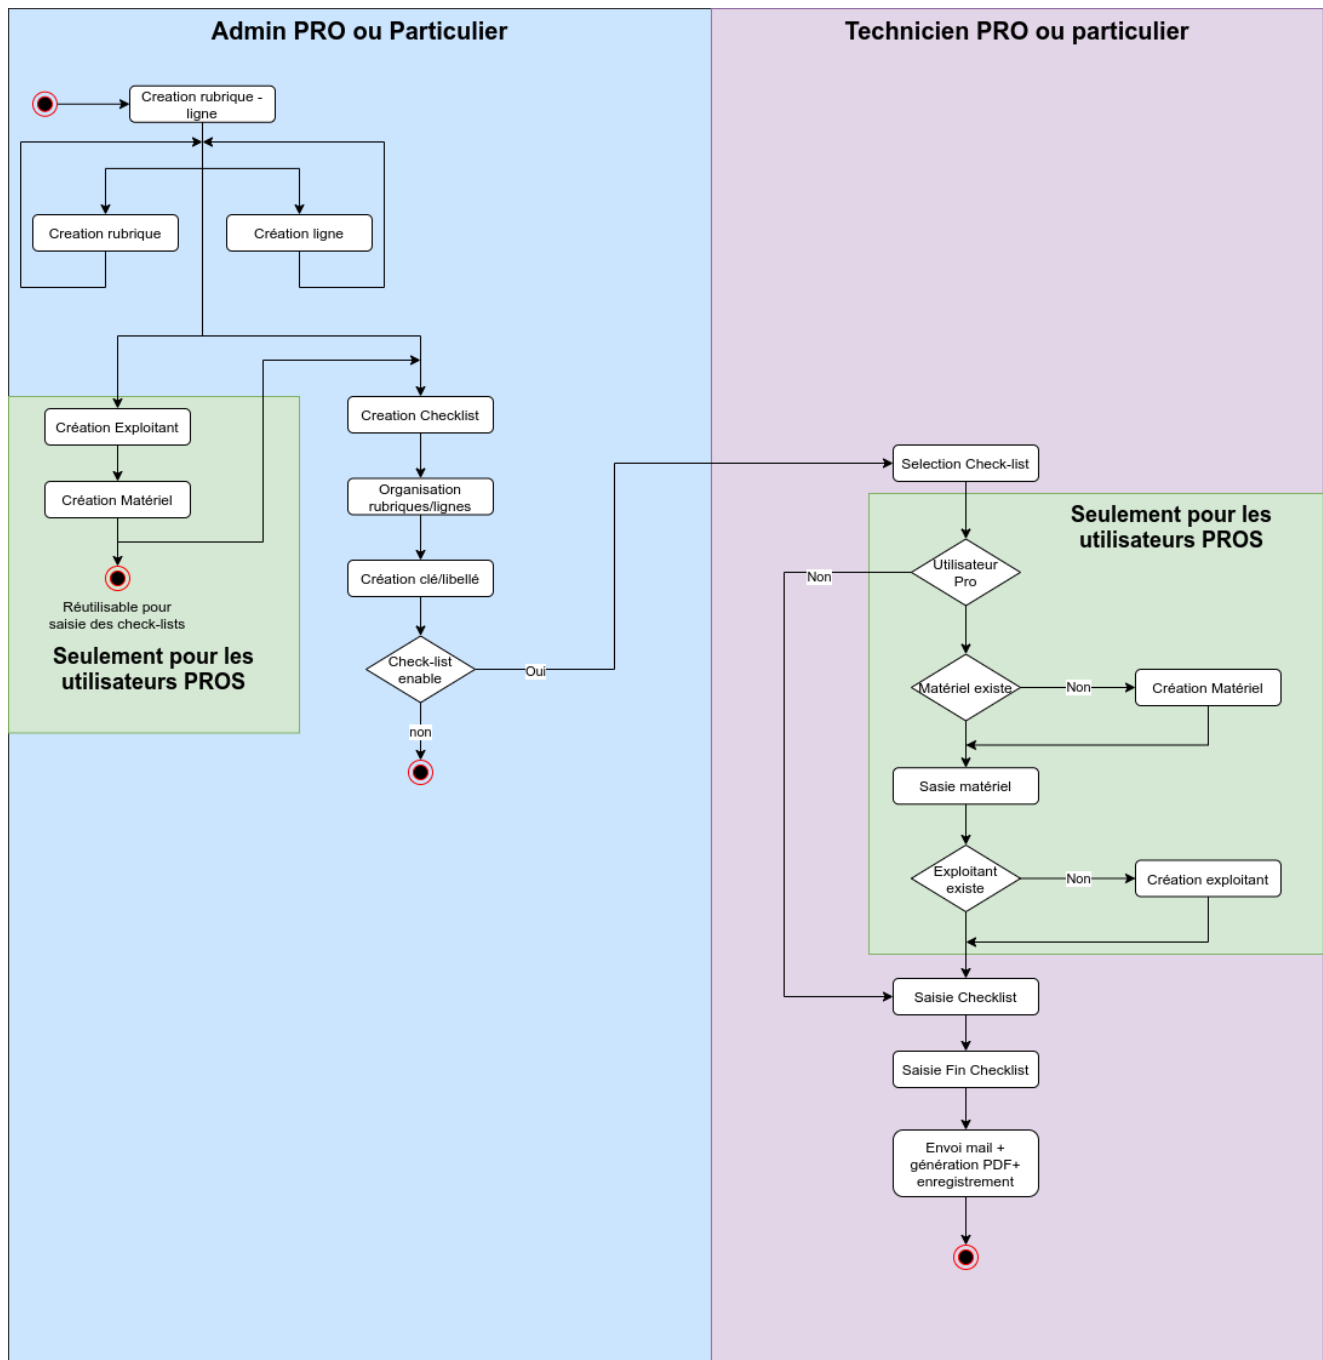 Admin PRO ou Particulier
Technicien PRO ou particulier
Creation rubrique -
ligne
Creation rubrique
Création ligne
Création Exploitant
Création Matériel
Réutilisable pour
saisie des check-lists
Seulement pour les
utilisateurs PROS
Creation Checklist
Organisation
rubriques/lignes
Création clé/libellé
Check-list
enable
Oui
non
Selection Check-list
Seulement pour les
utilisateurs PROS
Utilisateur
Pro
Non
Matériel existe
Non
Création Matériel
Sasie matériel
Exploitant
existe
Non
Création exploitant
Saisie Checklist
Saisie Fin Checklist
Envoi mail +
génération PDF+
enregistrement